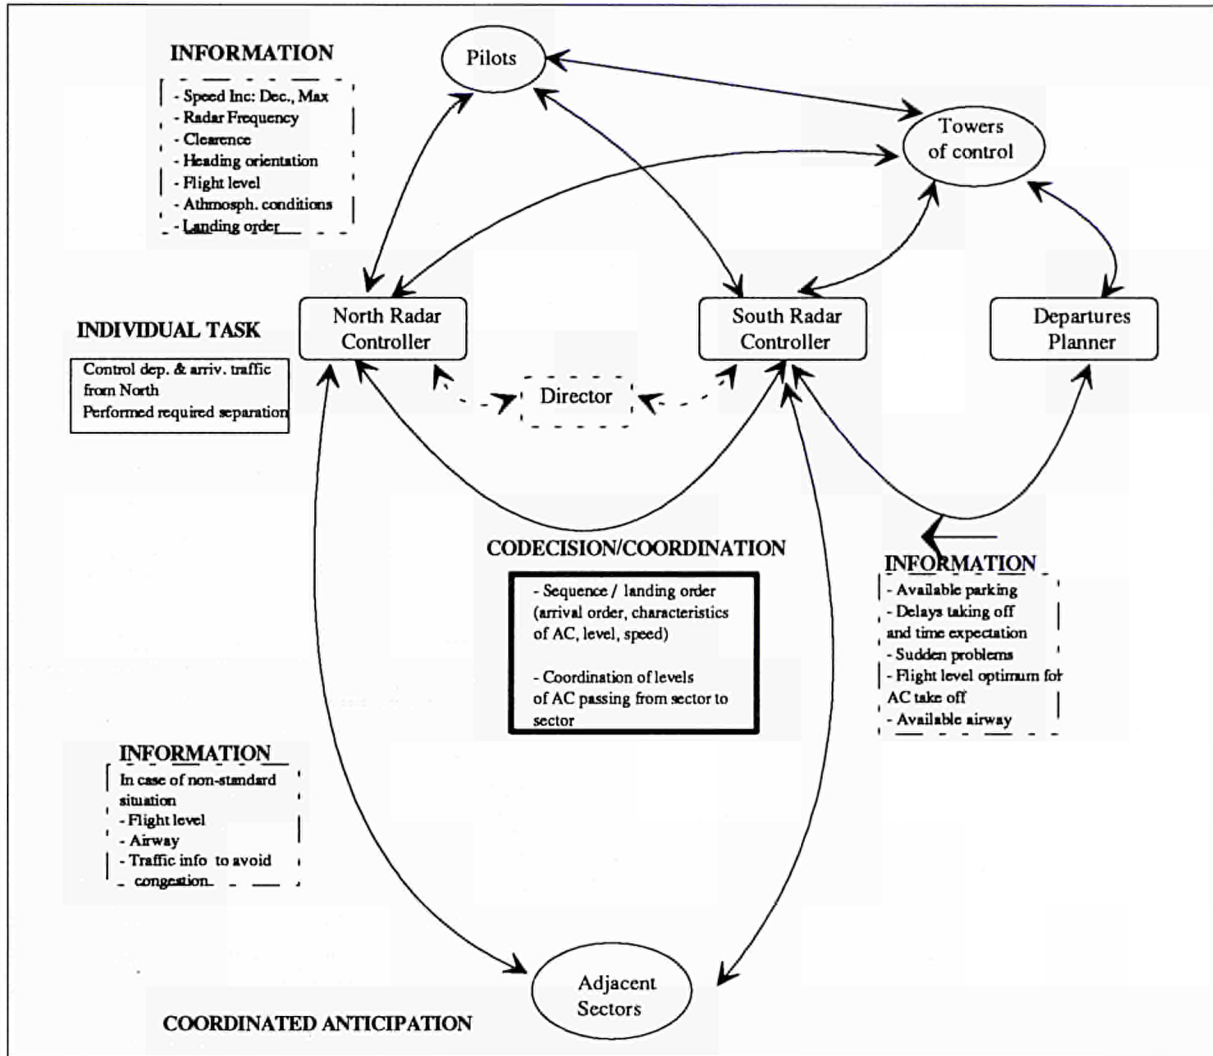 INFORMATION
- Speed Inc: Dec., Max
- Radar Frequency
- Clearence
- Heading orientation
- Flight level
- Athmosph. conditions
- Landing order
Pilots
Towers
of control
North Radar
Controller
South Radar
Controller
Departures
Planner
INDIVIDUAL TASK
Control dep. & arriv. traffic
from North
Performed required separation
Director
CODECISION/COORDINATION
- Sequence / landing order
(arrival order, characteristics
of AC, level, speed)
- Coordination of levels
of AC passing from sector to
sector
INFORMATION
- Available parking
- Delays taking off
and time expectation
- Sudden problems
- Flight level optimum for
AC take off
- Available airway
INFORMATION
In case of non-standard
situation
- Flight level
- Airway
- Traffic info to avoid
congestion
Adjacent
Sectors
COORDINATED ANTICIPATION